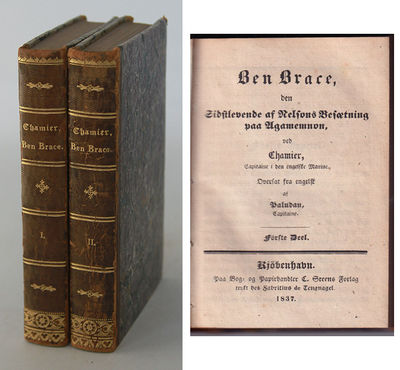 Chamier,
Ben Brace.
I.
Chamier,
Ben Brace.
II.
Ben Brace,
den
Sidstlevende af Nelsons Besætning
paa Agamemnon,
ved
Chamier,
Capitaine i den engelske Marine,
Oversat fra engelsk
af
Paludan,
Capitaine.
Förste Deel.
Kjöbenhavn.
Paa Bog- og Papirhandler C. Steens Forlag
trykt hos Fabritius de Tengnagel.
1837.